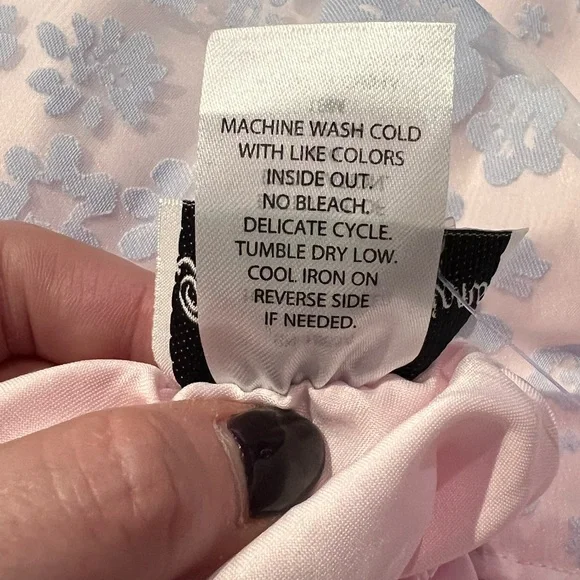 MACHINE WASH COLD
WITH LIKE COLORS
INSIDE OUT.
NO BLEACH.
DELICATE CYCLE.
TUMBLE DRY LOW.
COOL IRON ON
REVERSE SIDE
IF NEEDED.